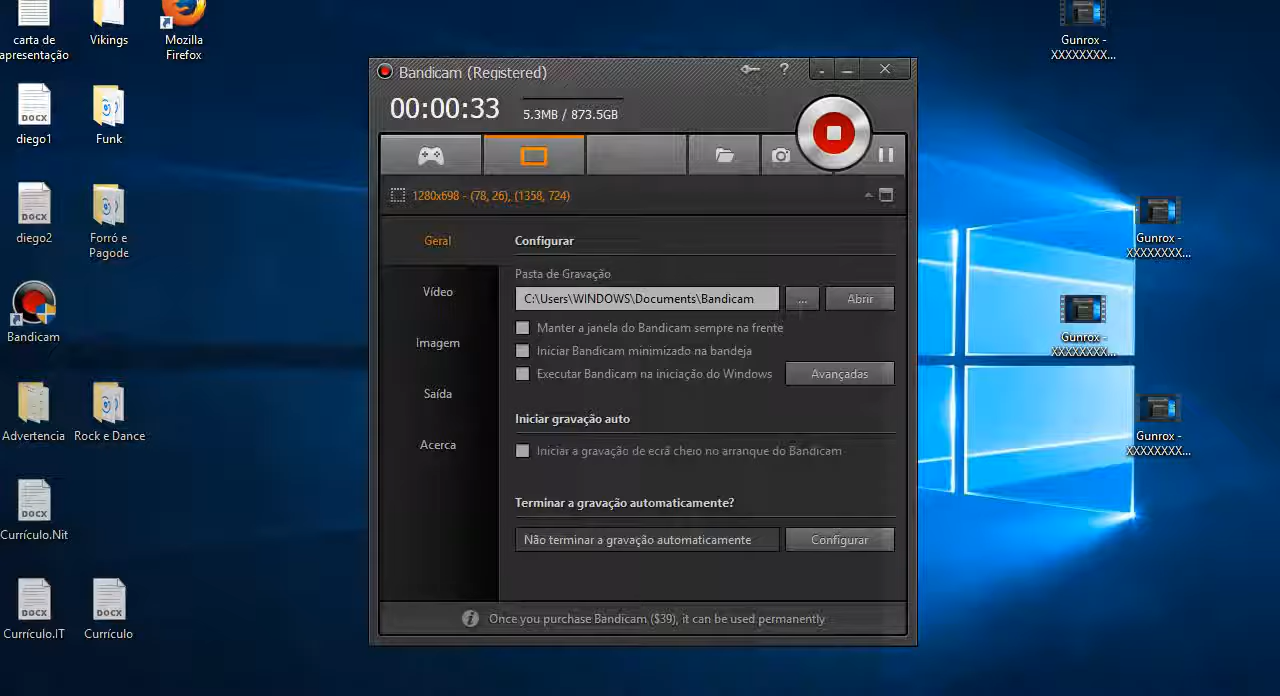 carta de
apresentação
Vikings
Mozilla
Firefox
Gunrox -
XXXXXXXX...
diego1
Funk
diego2
Forró e
Pagode
Gunrox -
XXXXXXXX...
Bandicam
Gunrox -
XXXXXXXX...
Advertencia
Rock e Dance
Gunrox -
XXXXXXXX...
Currículo.Nit
Currículo.IT
Currículo
DOCX
DOCX
DOCX
DOCX
DOCX
Bandicam (Registered)
?
00:00:33
5.3MB / 873.5GB
1280x698 - (78, 26), (1358, 724)
Geral
Vídeo
Imagem
Saída
Acerca
Configurar
Pasta de Gravação
C:\Users\WINDOWS\Documents\Bandicam
...
Abrir
Manter a janela do Bandicam sempre na frente
Iniciar Bandicam minimizado na bandeja
Executar Bandicam na iniciação do Windows
Avançadas
Iniciar gravação auto
Iniciar a gravação de ecrã cheio no arranque do Bandicam
Terminar a gravação automaticamente?
Não terminar a gravação automaticamente
Configurar
Once you purchase Bandicam ($39), it can be used permanently